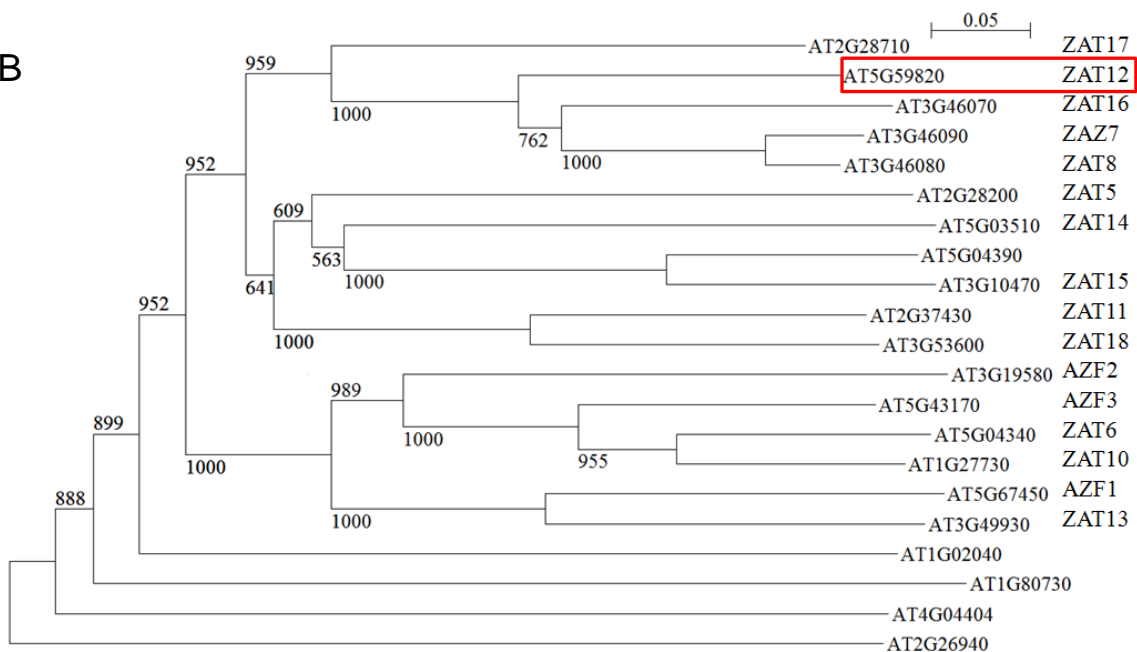 B
0.05
AT2G28710 ZAT17
959
AT5G59820 ZAT12
1000
AT3G46070 ZAT16
762
AT3G46090 ZAZ7
1000
AT3G46080 ZAT8
952
AT2G28200 ZAT5
609
AT5G03510 ZAT14
563
AT5G04390
1000
AT3G10470 ZAT15
641
AT2G37430 ZAT11
1000
AT3G53600 ZAT18
952
AT3G19580 AZF2
989
AT5G43170 AZF3
1000
AT5G04340 ZAT6
955
AT1G27730 ZAT10
899
1000
AT5G67450 AZF1
888
1000
AT3G49930 ZAT13
AT1G02040
AT1G80730
AT4G04404
AT2G26940